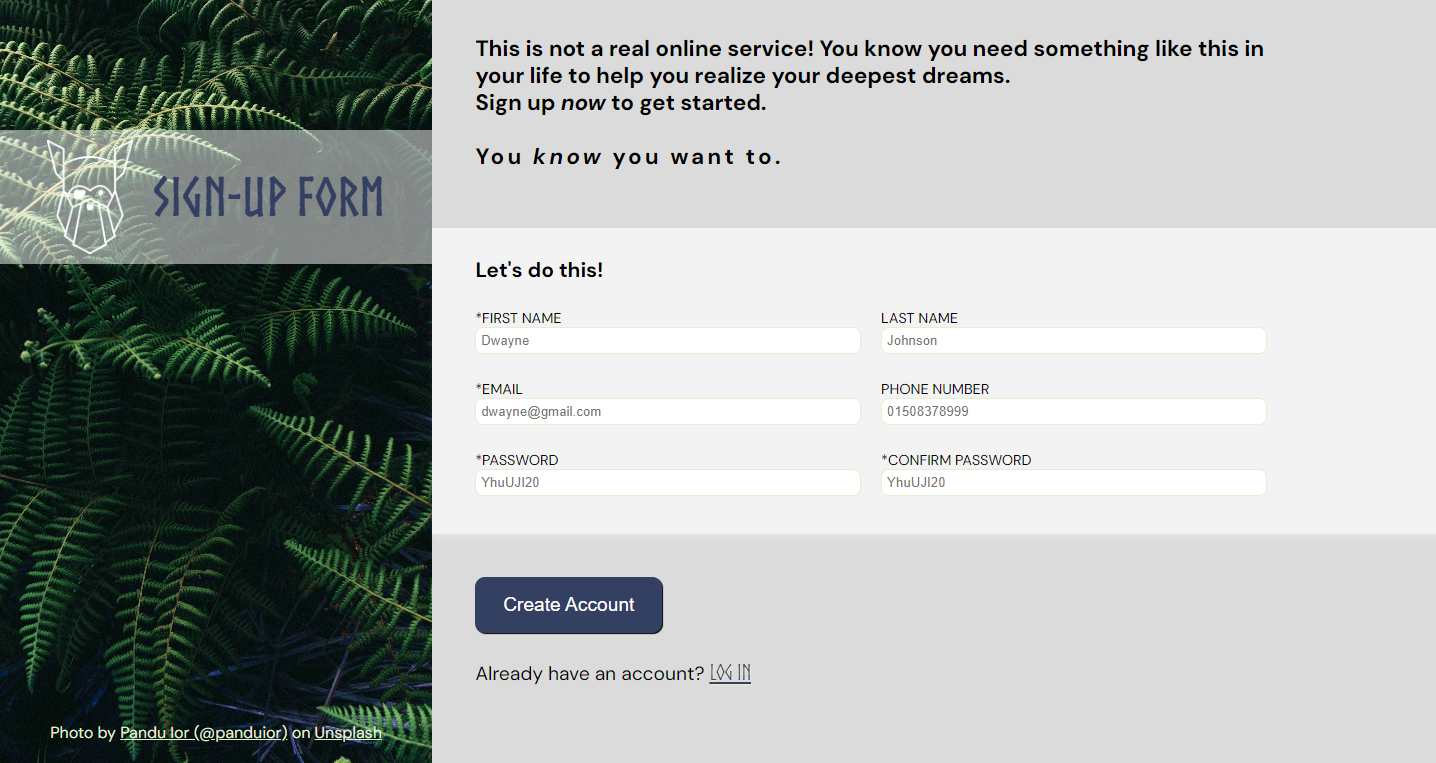 This is not a real online service! You know you need something like this in
your life to help you realize your deepest dreams.
Sign up now to get started.
You know you want to.
SIGN-UP FORM
Let's do this!
*FIRST NAME
LAST NAME
Dwayne
Johnson
*EMAIL
PHONE NUMBER
dwayne@gmail.com
01508378999
*PASSWORD
*CONFIRM PASSWORD
YhuUJI20
YhuUJI20
Create Account
Already have an account? LOG IN
Photo by Pandu Ior (@panduior) on Unsplash